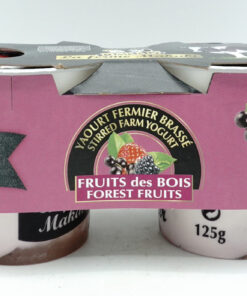 YAOURT FERMIER BRASSÉ
STIRRED FARM YOGURT
FRUITS des BOIS
FOREST FRUITS
125g